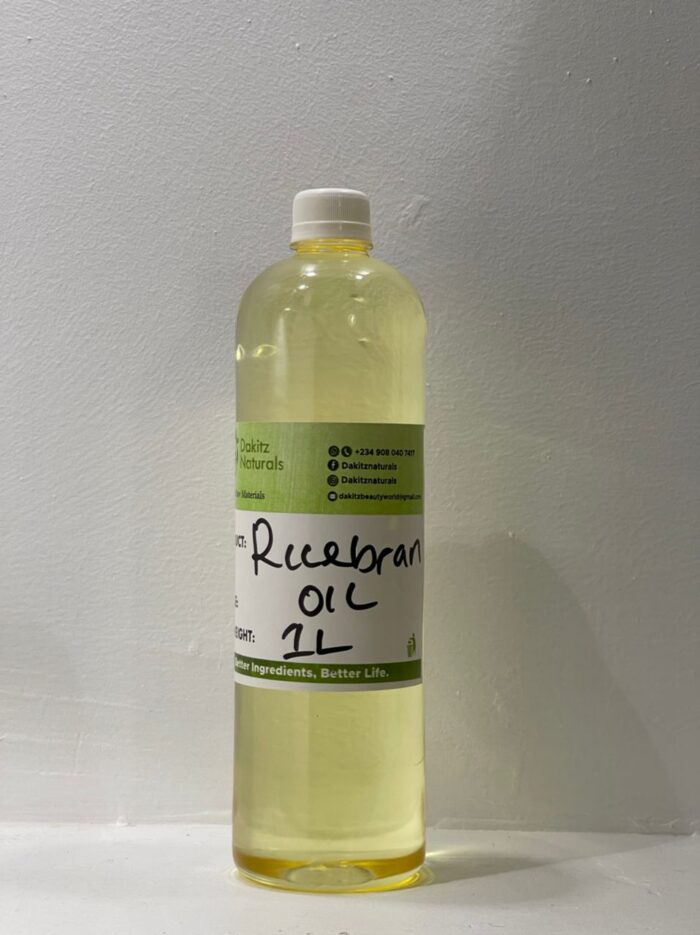 Dakitz
Naturals
+234 908 040 7417
Dakitznaturals
Dakitznaturals
dakitzbeautyworld@gmail.com
Materials
Ricebran
OIL
1L
Better Ingredients, Better Life.